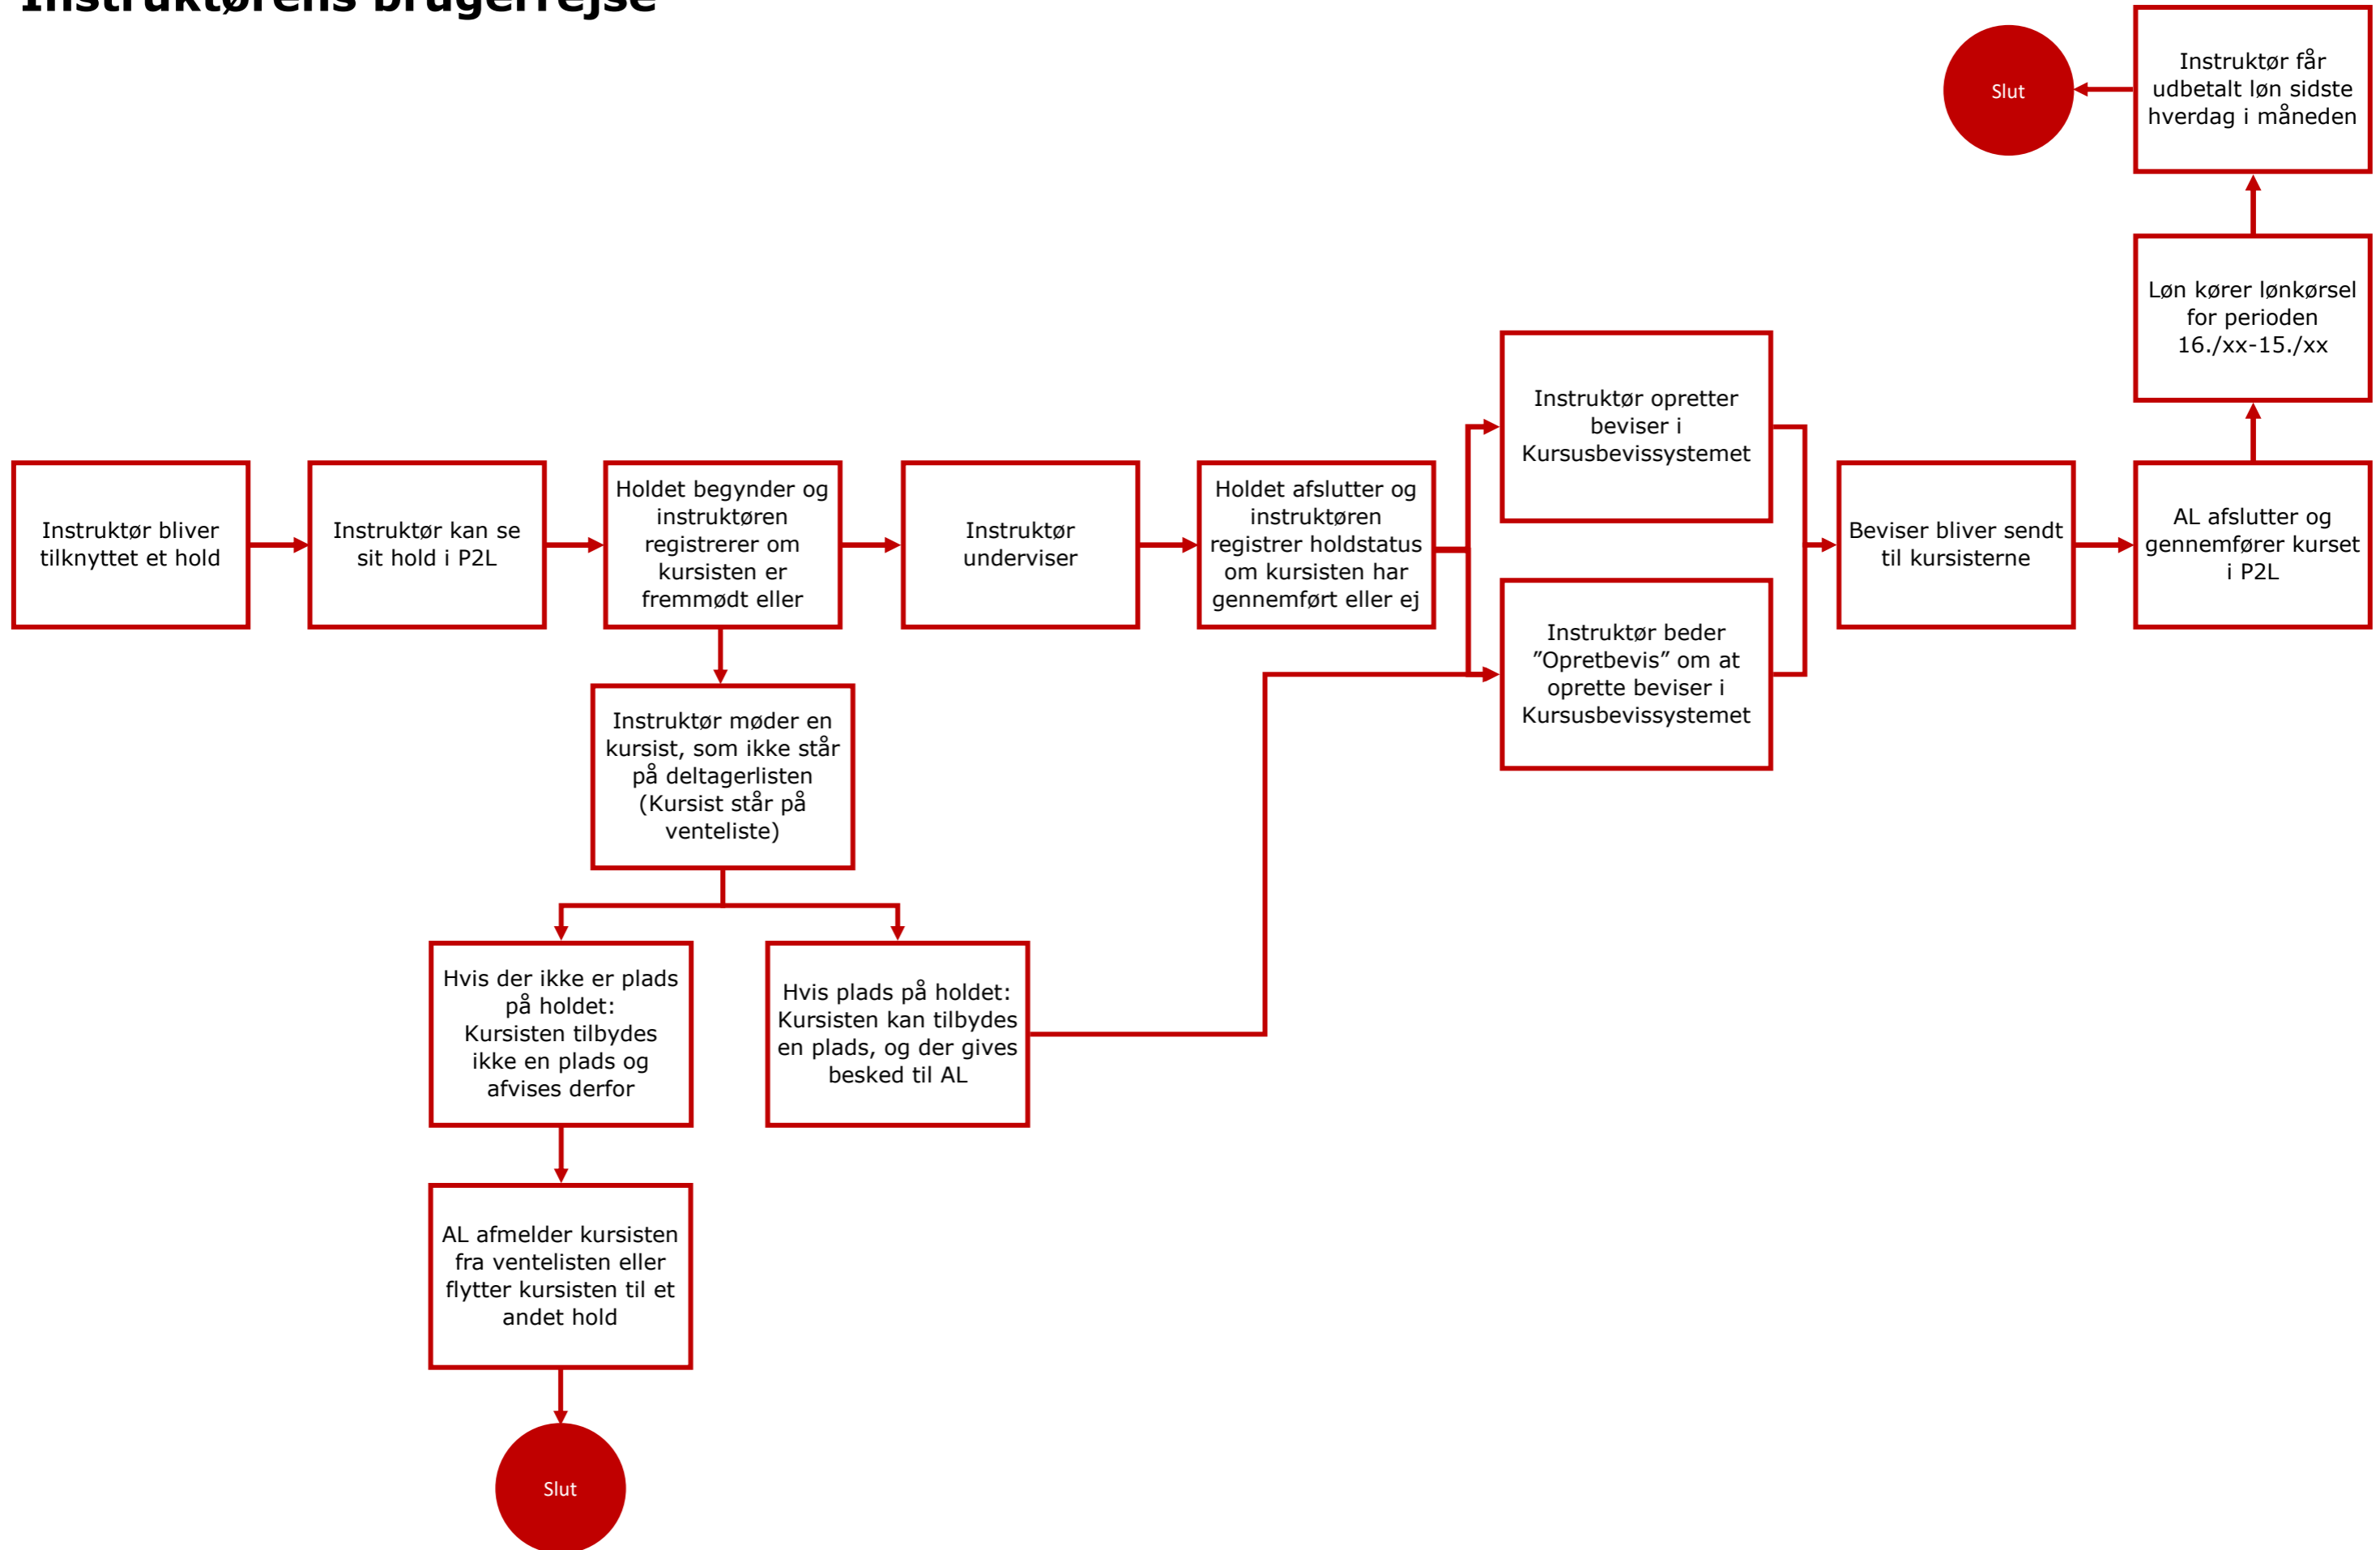 Instruktørens brugerrejse
Slut
Instruktør får
udbetalt løn sidste
hverdag i måneden
Løn kører lønkørsel
for perioden
16./xx-15./xx
Instruktør bliver
tilknyttet et hold
Instruktør kan se
sit hold i P2L
Holdet begynder og
instruktøren
registrerer om
kursisten er
fremmødt eller
Instruktør
underviser
Holdet afslutter og
instruktøren
registrer holdstatus
om kursisten har
gennemført eller ej
Instruktør opretter
beviser i
Kursusbevissystemet
Instruktør beder
”Opretbevis” om at
oprette beviser i
Kursusbevissystemet
Beviser bliver sendt
til kursisterne
AL afslutter og
gennemfører kurset
i P2L
Instruktør møder en
kursist, som ikke står
på deltagerlisten
(Kursist står på
venteliste)
Hvis der ikke er plads
på holdet:
Kursisten tilbydes
ikke en plads og
afvises derfor
Hvis plads på holdet:
Kursisten kan tilbydes
en plads, og der gives
besked til AL
AL afmelder kursisten
fra ventelisten eller
flytter kursisten til et
andet hold
Slut